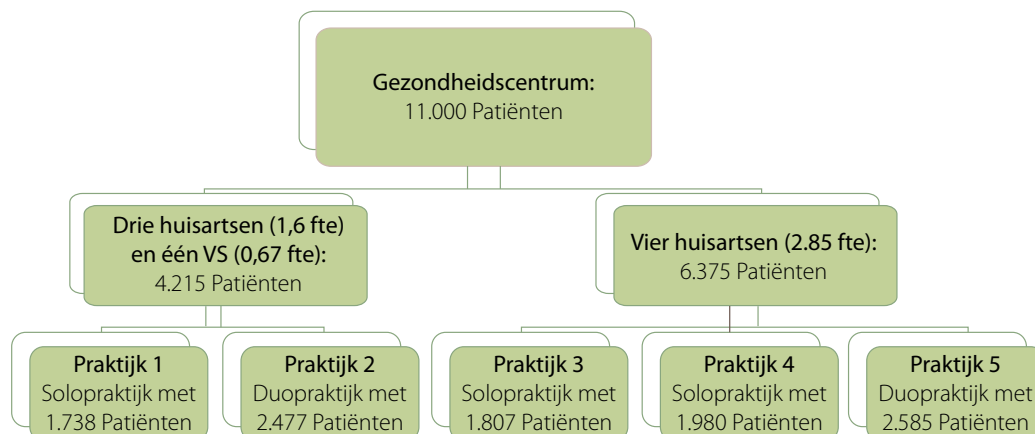 Gezondheidscentrum:
11.000 Patiënten
Drie huisartsen (1,6 fte)
en één VS (0,67 fte):
4.215 Patiënten
Vier huisartsen (2.85 fte):
6.375 Patiënten
Praktijk 1
Solopraktijk met
1.738 Patiënten
Praktijk 2
Duopraktijk met
2.477 Patiënten
Praktijk 3
Solopraktijk met
1.807 Patiënten
Praktijk 4
Solopraktijk met
1.980 Patiënten
Praktijk 5
Duopraktijk met
2.585 Patiënten